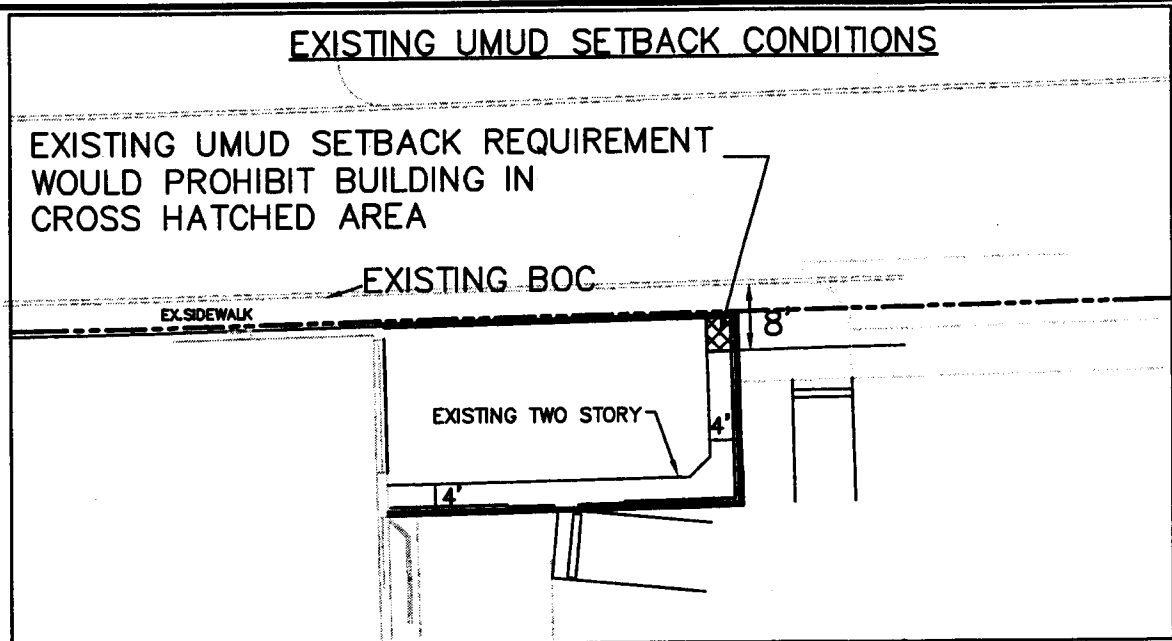 EXISTING UMUD SETBACK CONDITIONS
EXISTING UMUD SETBACK REQUIREMENT
WOULD PROHIBIT BUILDING IN
CROSS HATCHED AREA
EXISTING BOC
EX.SIDEWALK
8'
EXISTING TWO STORY
4'
4'